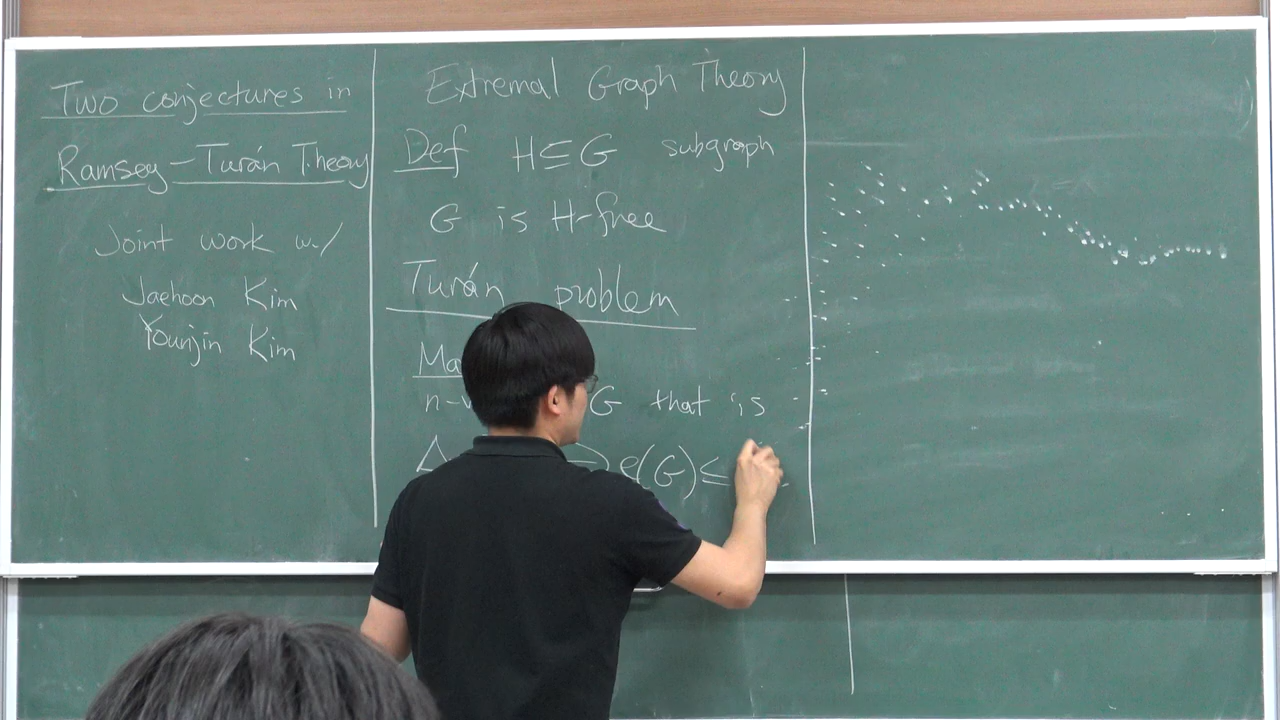 Two conjectures in
Ramsey-Turán Theory
Joint work w./
Jaehoon Kim
Younjin Kim
Extremal Graph Theory
Def H⊆G subgraph
G is H-free
Turán problem
G that is
e(G)≤